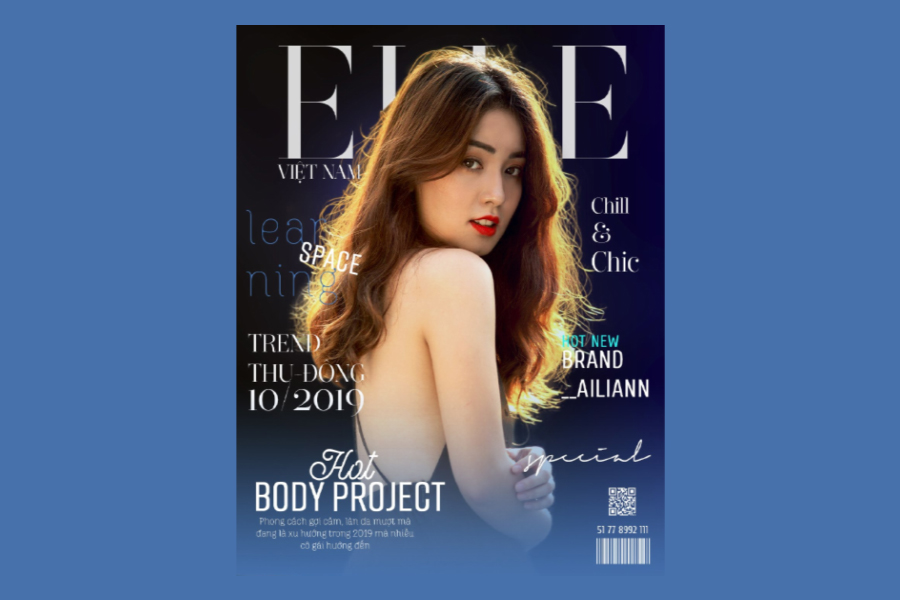 ELLE
VIỆT NAM
lear
ning
SPACE
Chill
&
Chic
TREND
THU-ĐÔNG
10/2019
HOT NEW
BRAND
__AILIANN
Hot
BODY PROJECT
Phong cách gợi cảm, làn da mượt mà
đang là xu hướng trong 2019 mà nhiều
cô gái hướng đến
special
51 77 8992 111